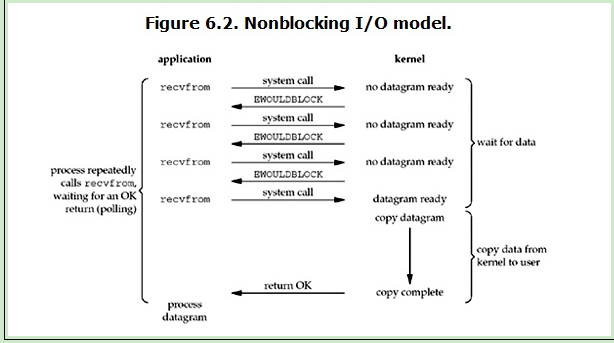 Figure 6.2. Nonblocking I/O model.
application
kernel
recvfrom
system call
no datagram ready
EWOULDBLOCK
recvfrom
system call
no datagram ready
EWOULDBLOCK
recvfrom
system call
no datagram ready
EWOULDBLOCK
recvfrom
system call
datagram ready
wait for data
process repeatedly
calls recvfrom,
waiting for an OK
return (polling)
copy datagram
copy data from
kernel to user
return OK
copy complete
process
datagram